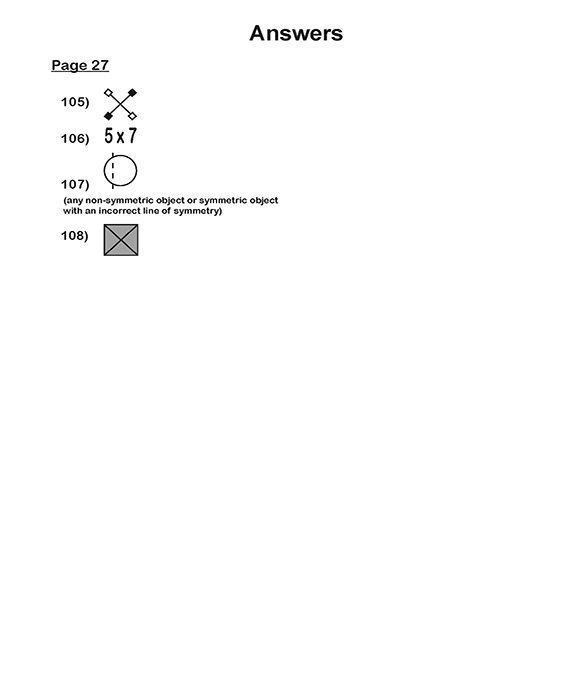 Answers
Page 27
105)
106) 5 x 7
107)
(any non-symmetric object or symmetric object
with an incorrect line of symmetry)
108)